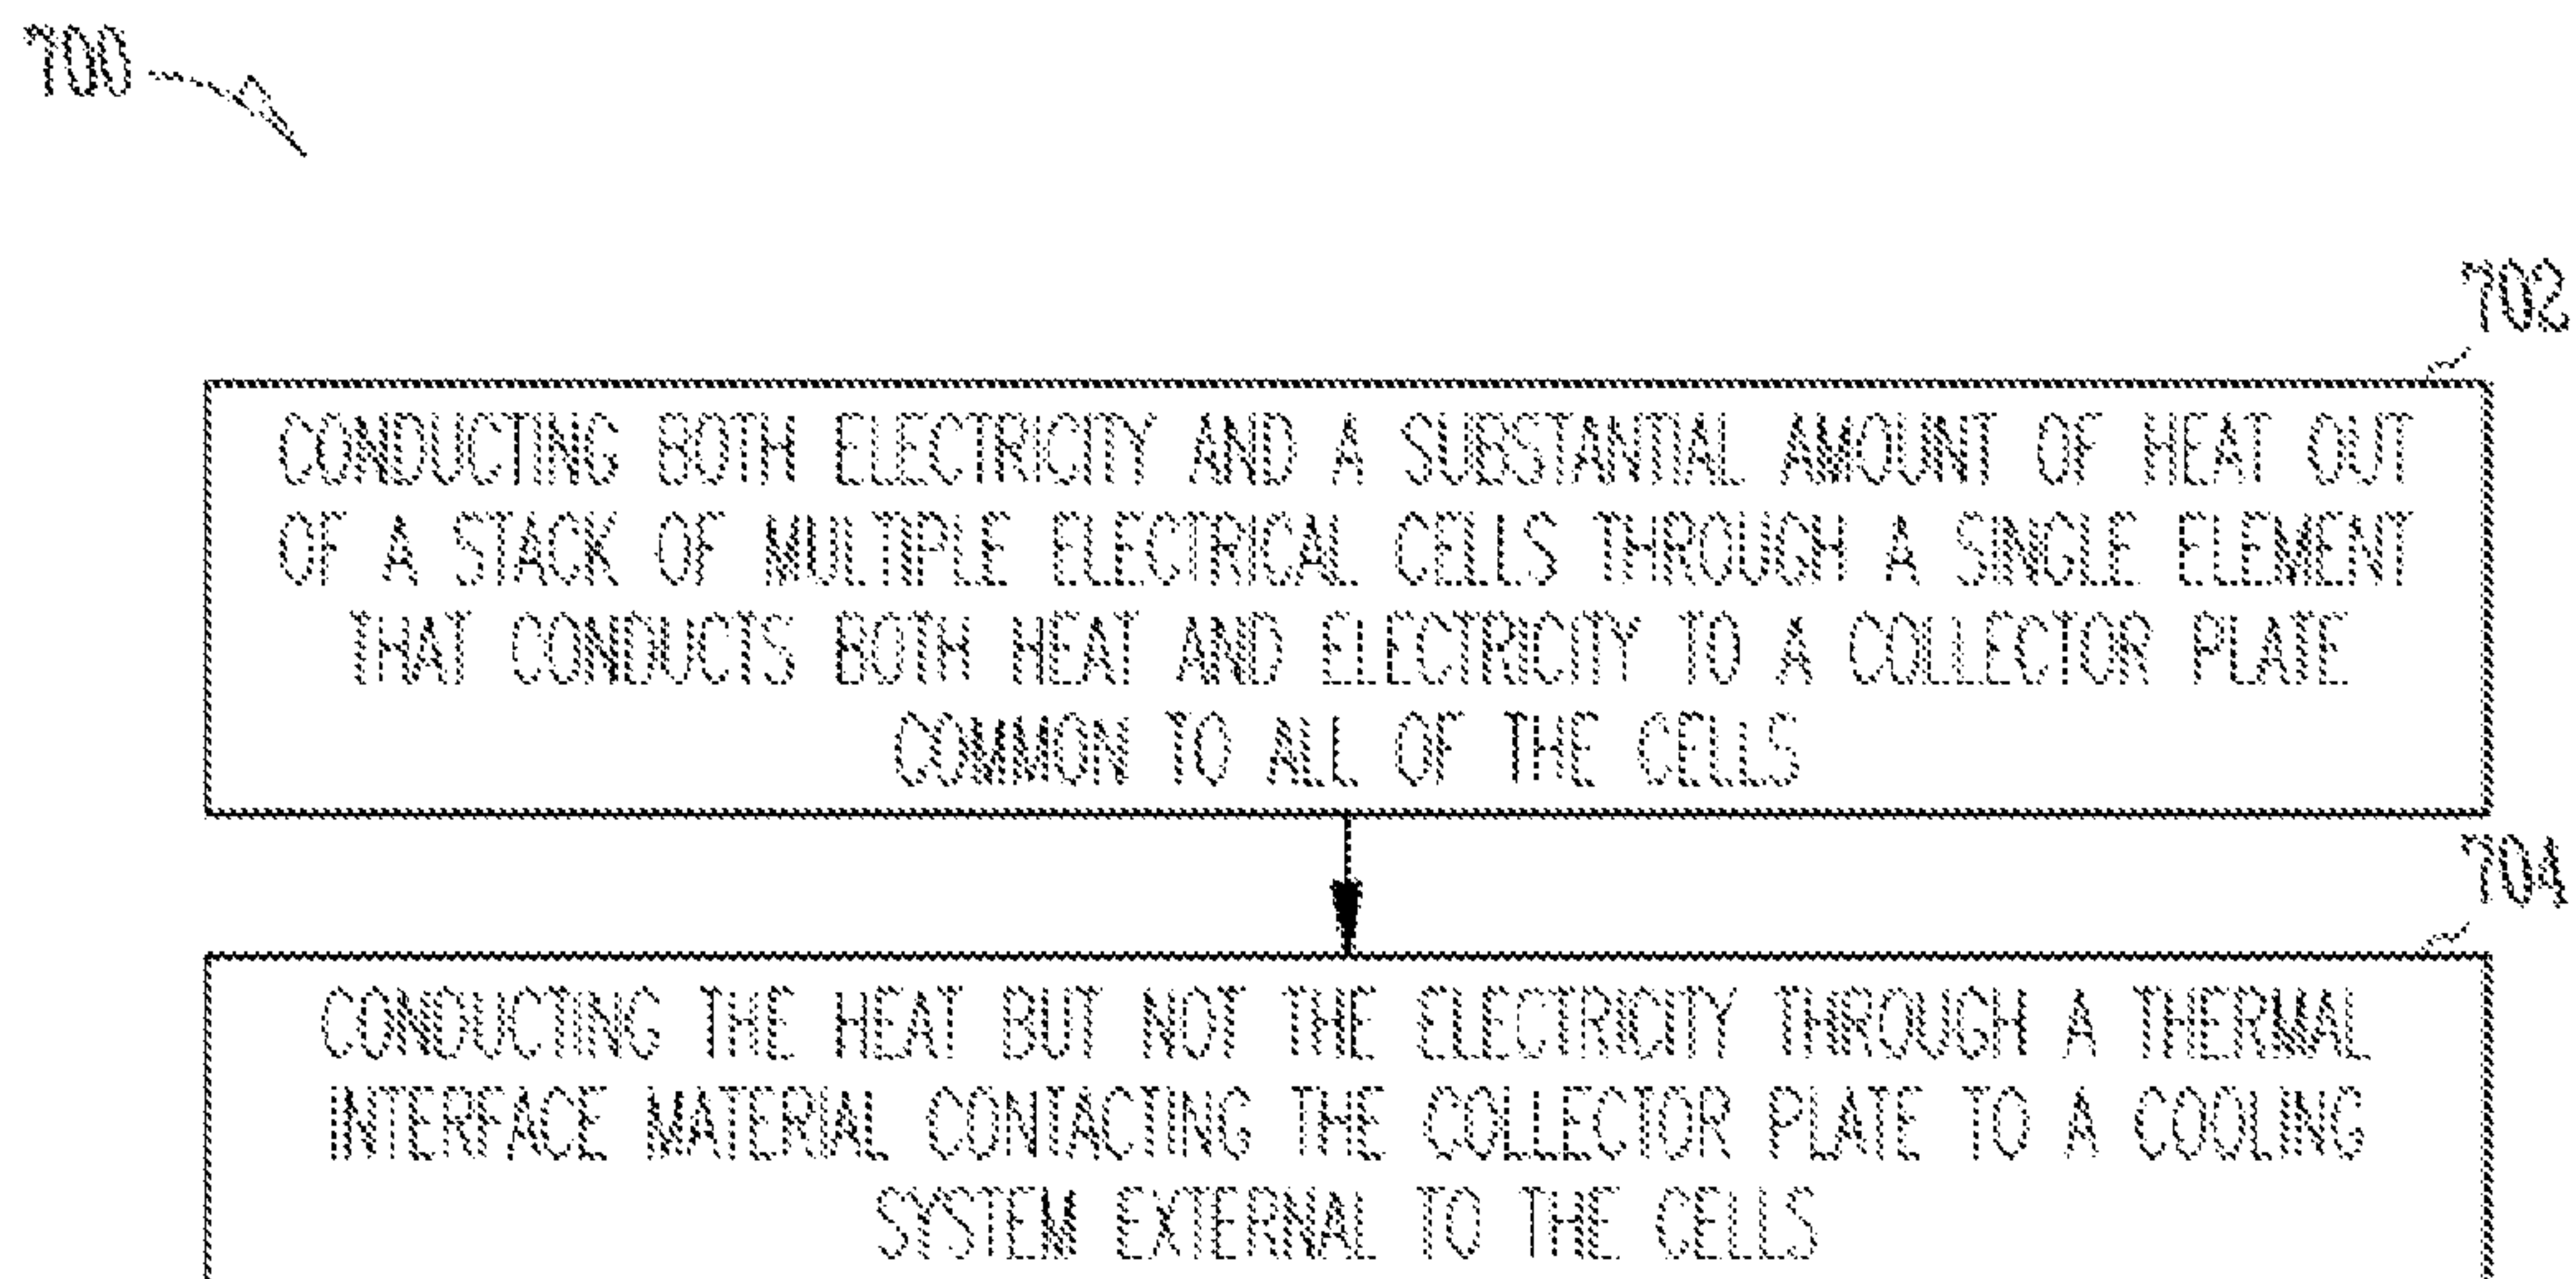 700
702
CONDUCTING BOTH ELECTRICITY AND A SUBSTANTIAL AMOUNT OF HEAT OUT
OF A STACK OF MULTIPLE ELECTRICAL CELLS THROUGH A SINGLE ELEMENT
THAT CONDUCTS BOTH HEAT AND ELECTRICITY TO A COLLECTOR PLATE
COMMON TO ALL OF THE CELLS
704
CONDUCTING THE HEAT BUT NOT THE ELECTRICITY THROUGH A THERMAL
INTERFACE MATERIAL CONTACTING THE COLLECTOR PLATE TO A COOLING
SYSTEM EXTERNAL TO THE CELLS